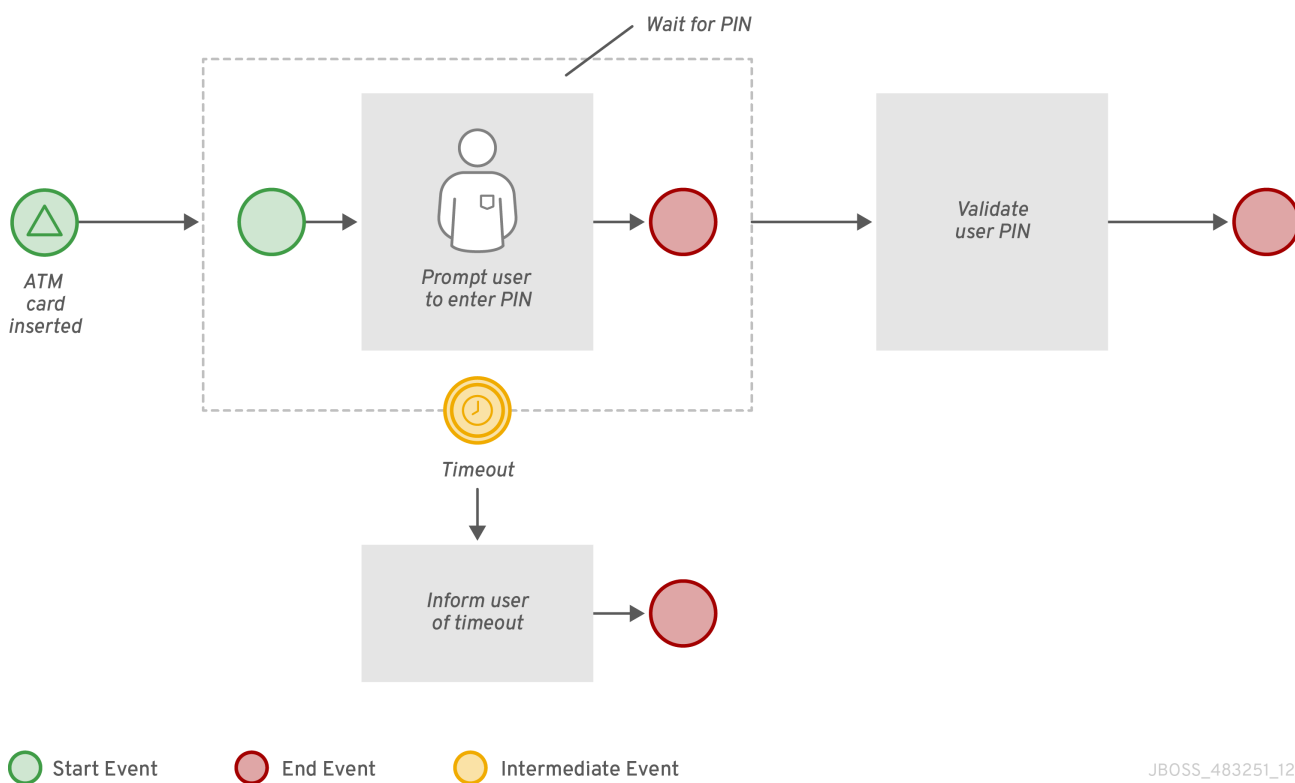 Wait for PIN
ATM
card
inserted
Prompt user
to enter PIN
Validate
user PIN
Timeout
Inform user
of timeout
Start Event
End Event
Intermediate Event
JBOSS_483251_12